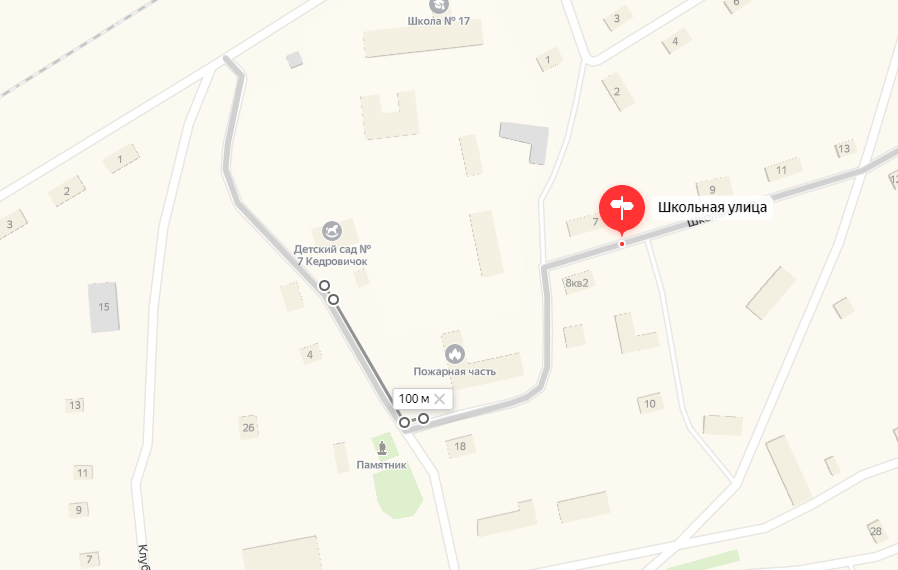 6
3
Школа № 17
4
1
2
13
1
11
12
2
9
7
Школьная улица
Шко
3
Детский сад №
7 Кедровичок
8кв2
15
4
Пожарная часть
100 м
13
10
26
18
Памятник
11
9
28
7
Клуб